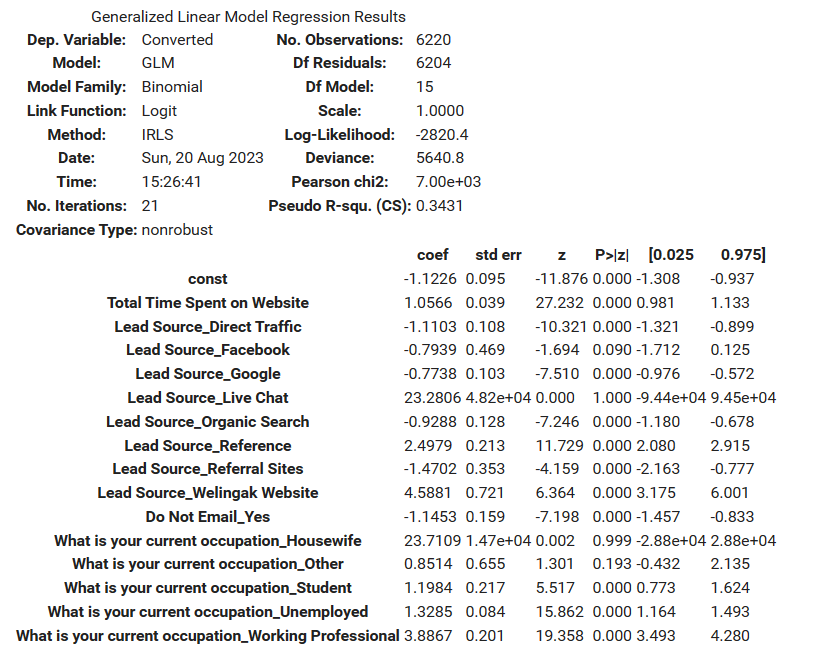 Generalized Linear Model Regression Results
Dep. Variable: Converted No. Observations: 6220
Model: GLM Df Residuals: 6204
Model Family: Binomial Df Model: 15
Link Function: Logit Scale: 1.0000
Method: IRLS Log-Likelihood: -2820.4
Date: Sun, 20 Aug 2023 Deviance: 5640.8
Time: 15:26:41 Pearson chi2: 7.00e+03
No. Iterations: 21 Pseudo R-squ. (CS): 0.3431
Covariance Type: nonrobust
coef std err z P>|z| [0.025 0.975]
const -1.1226 0.095 -11.876 0.000 -1.308 -0.937
Total Time Spent on Website 1.0566 0.039 27.232 0.000 0.981 1.133
Lead Source_Direct Traffic -1.1103 0.108 -10.321 0.000 -1.321 -0.899
Lead Source_Facebook -0.7939 0.469 -1.694 0.090 -1.712 0.125
Lead Source_Google -0.7738 0.103 -7.510 0.000 -0.976 -0.572
Lead Source_Live Chat 23.2806 4.82e+04 0.000 1.000 -9.44e+04 9.45e+04
Lead Source_Organic Search -0.9288 0.128 -7.246 0.000 -1.180 -0.678
Lead Source_Reference 2.4979 0.213 11.729 0.000 2.080 2.915
Lead Source_Referral Sites -1.4702 0.353 -4.159 0.000 -2.163 -0.777
Lead Source_Welingak Website 4.5881 0.721 6.364 0.000 3.175 6.001
Do Not Email_Yes -1.1453 0.159 -7.198 0.000 -1.457 -0.833
What is your current occupation_Housewife 23.7109 1.47e+04 0.002 0.999 -2.88e+04 2.88e+04
What is your current occupation_Other 0.8514 0.655 1.301 0.193 -0.432 2.135
What is your current occupation_Student 1.1984 0.217 5.517 0.000 0.773 1.624
What is your current occupation_Unemployed 1.3285 0.084 15.862 0.000 1.164 1.493
What is your current occupation_Working Professional 3.8867 0.201 19.358 0.000 3.493 4.280